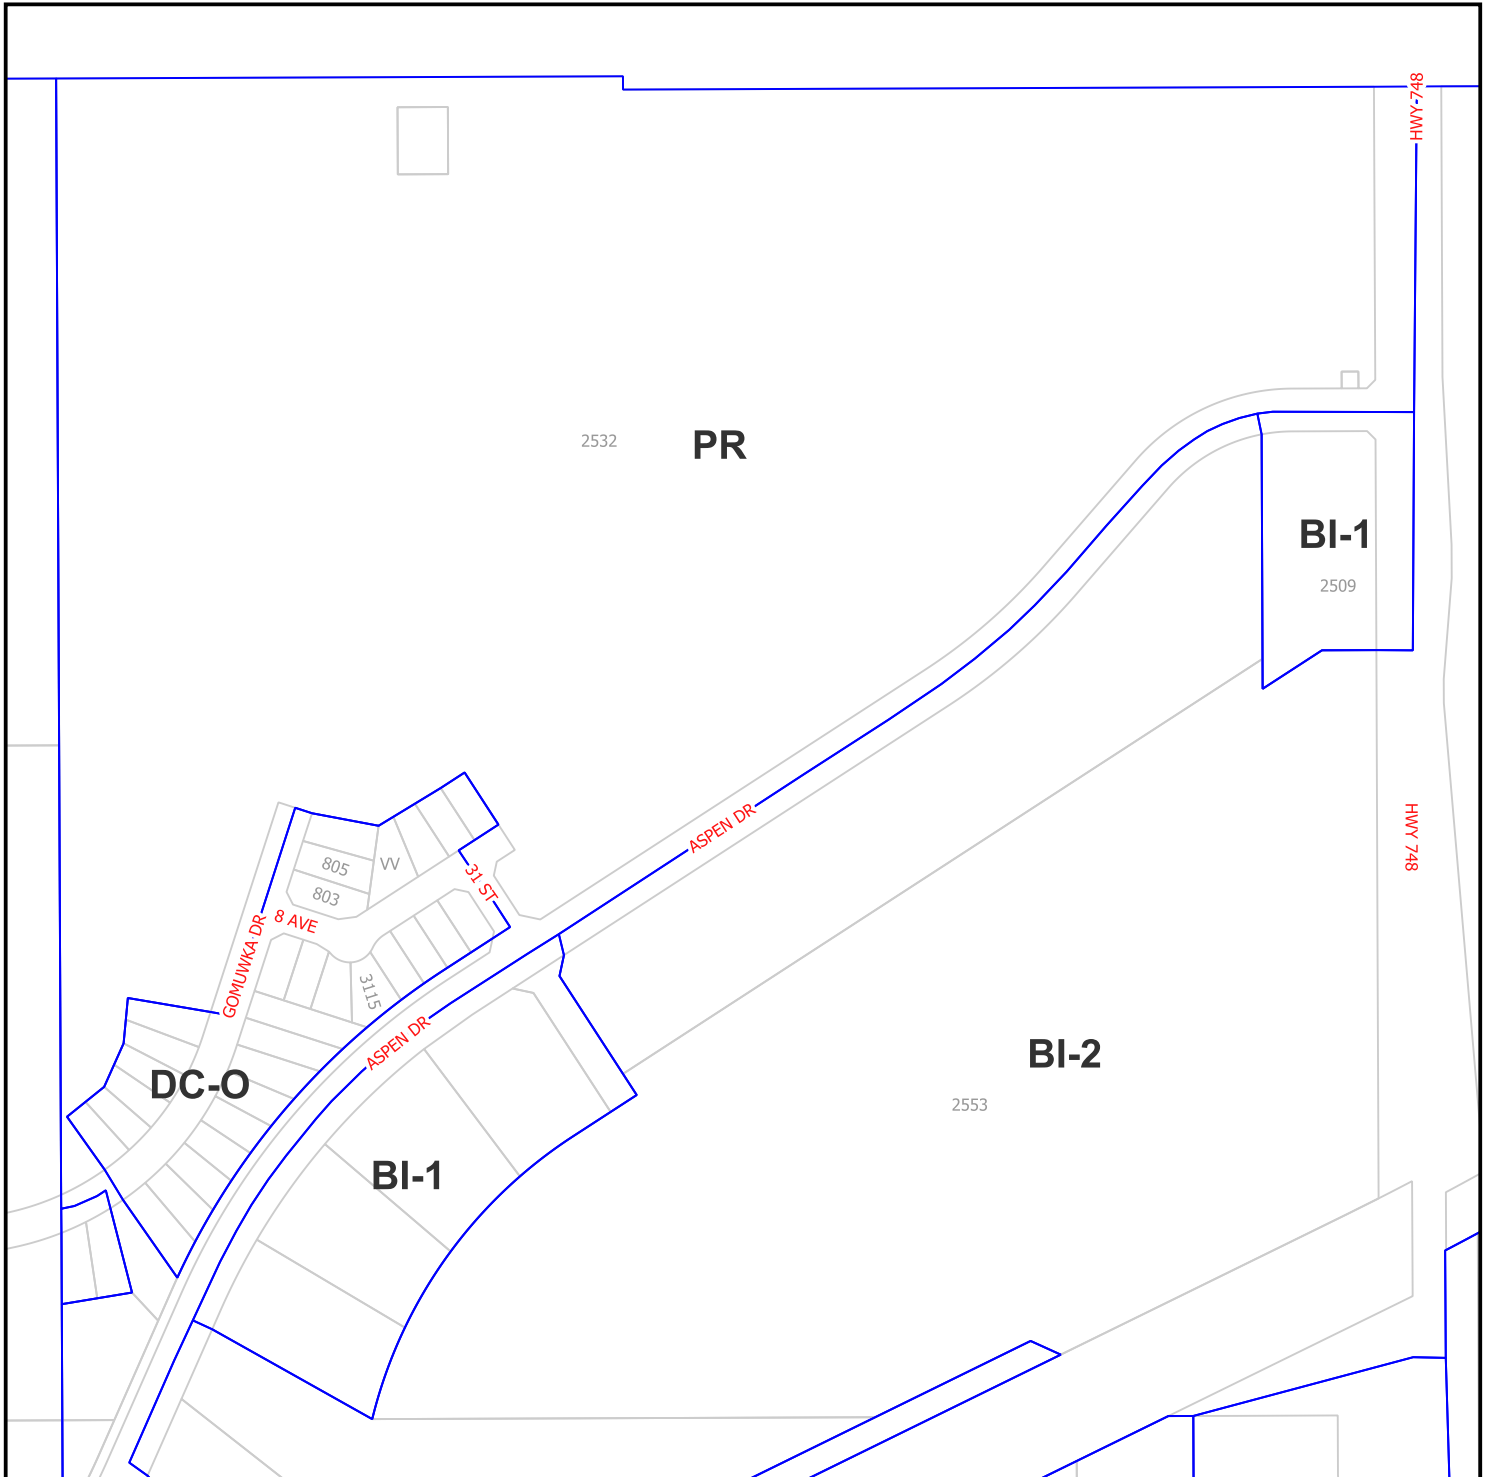 HWY 748
2532
PR
BI-1
2509
HWY 748
ASPEN DR
805
VV
803
31 ST
8 AVE
GOMUWKA DR
3115
ASPEN DR
DC-O
BI-2
2553
BI-1